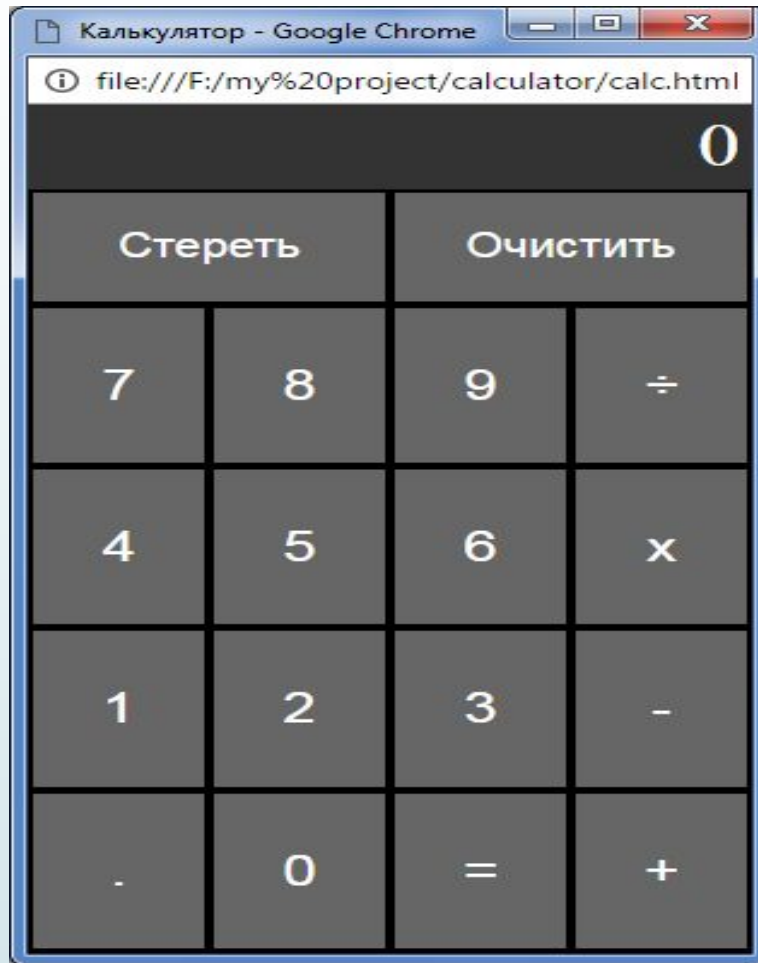 Калькулятор - Google Chrome
file:///F:/my%20project/calculator/calc.html
0
Стереть Очистить
7 8 9 ÷
4 5 6 x
1 2 3 -
. 0 = +